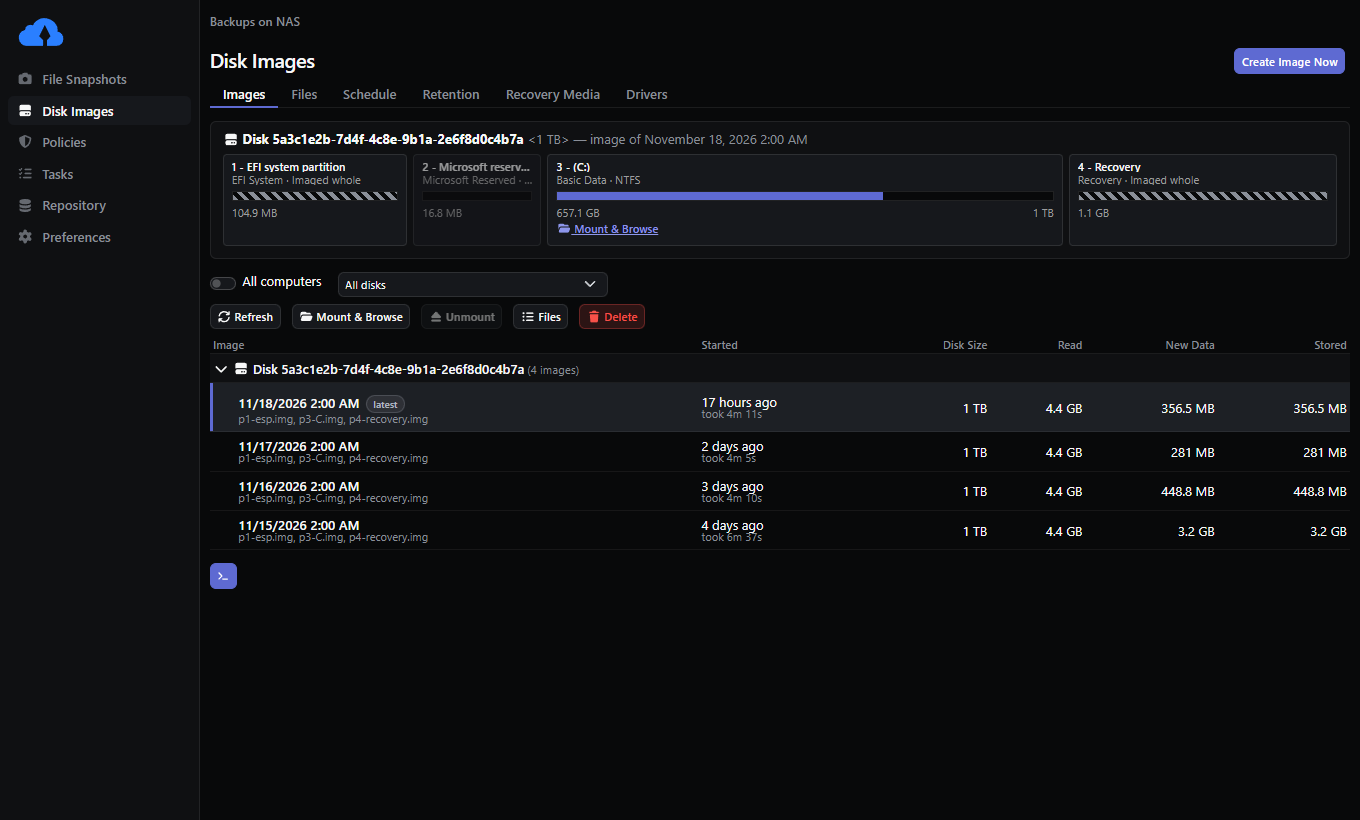 Backups on NAS
File Snapshots
Disk Images
Policies
Tasks
Repository
Preferences
Disk Images
Create Image Now
Images Files Schedule Retention Recovery Media Drivers
Disk 5a3c1e2b-7d4f-4c8e-9b1a-2e6f8d0c4b7a <1 TB> — image of November 18, 2026 2:00 AM
1 - EFI system partition
EFI System · Imaged whole
104.9 MB
2 - Microsoft reserv...
Microsoft Reserved · ...
16.8 MB
3 - (C:)
Basic Data · NTFS
657.1 GB 1 TB
Mount & Browse
4 - Recovery
Recovery · Imaged whole
1.1 GB
All computers All disks
Refresh Mount & Browse Unmount Files Delete
Image Started Disk Size Read New Data Stored
Disk 5a3c1e2b-7d4f-4c8e-9b1a-2e6f8d0c4b7a (4 images)
11/18/2026 2:00 AM latest 17 hours ago 1 TB 4.4 GB 356.5 MB 356.5 MB
p1-esp.img, p3-C.img, p4-recovery.img took 4m 11s
11/17/2026 2:00 AM 2 days ago 1 TB 4.4 GB 281 MB 281 MB
p1-esp.img, p3-C.img, p4-recovery.img took 4m 5s
11/16/2026 2:00 AM 3 days ago 1 TB 4.4 GB 448.8 MB 448.8 MB
p1-esp.img, p3-C.img, p4-recovery.img took 4m 10s
11/15/2026 2:00 AM 4 days ago 1 TB 4.4 GB 3.2 GB 3.2 GB
p1-esp.img, p3-C.img, p4-recovery.img took 6m 37s